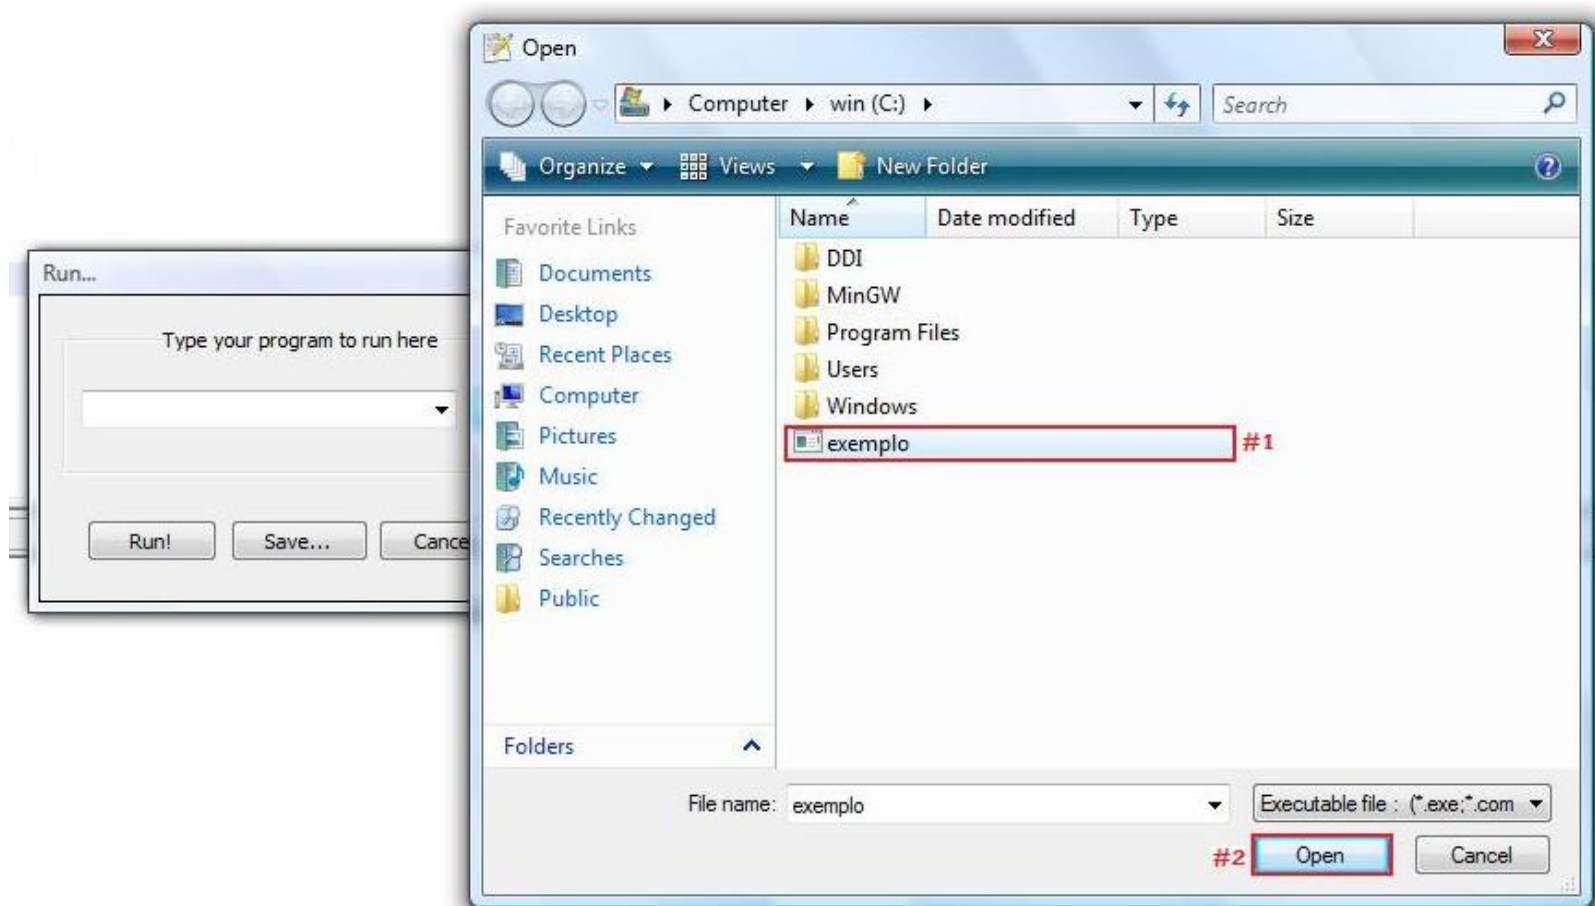 Open
Computer ▸ win (C:) ▸
Search
Organize
Views
New Folder
Favorite Links
Documents
Desktop
Recent Places
Computer
Pictures
Music
Recently Changed
Searches
Public
Folders
Name
Date modified
Type
Size
DDI
MinGW
Program Files
Users
Windows
exemplo
#1
File name: exemplo
Executable file : (*.exe;*.com
#2 Open
Cancel
Run...
Type your program to run here
Run!
Save...
Cance